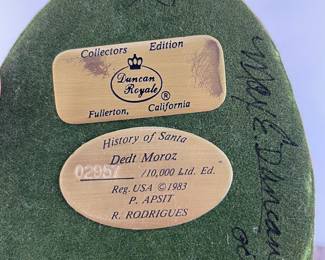 Collectors Edition
Duncan
Royale
®
Fullerton, California
History of Santa
Dedt Moroz
02957 /10,000 Ltd. Ed.
Reg. USA © 1983
P. APSIT
R. RODRIGUES
Duncan